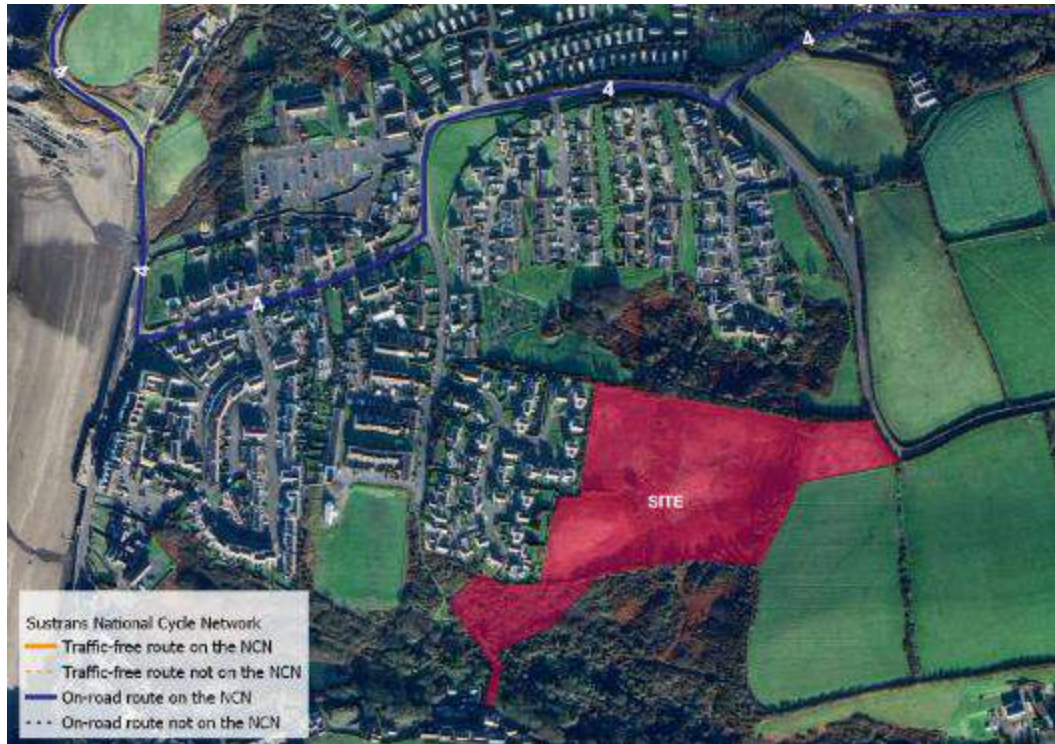 4
4
4
4
4
SITE
Sustrans National Cycle Network
Traffic-free route on the NCN
Traffic-free route not on the NCN
On-road route on the NCN
On-road route not on the NCN